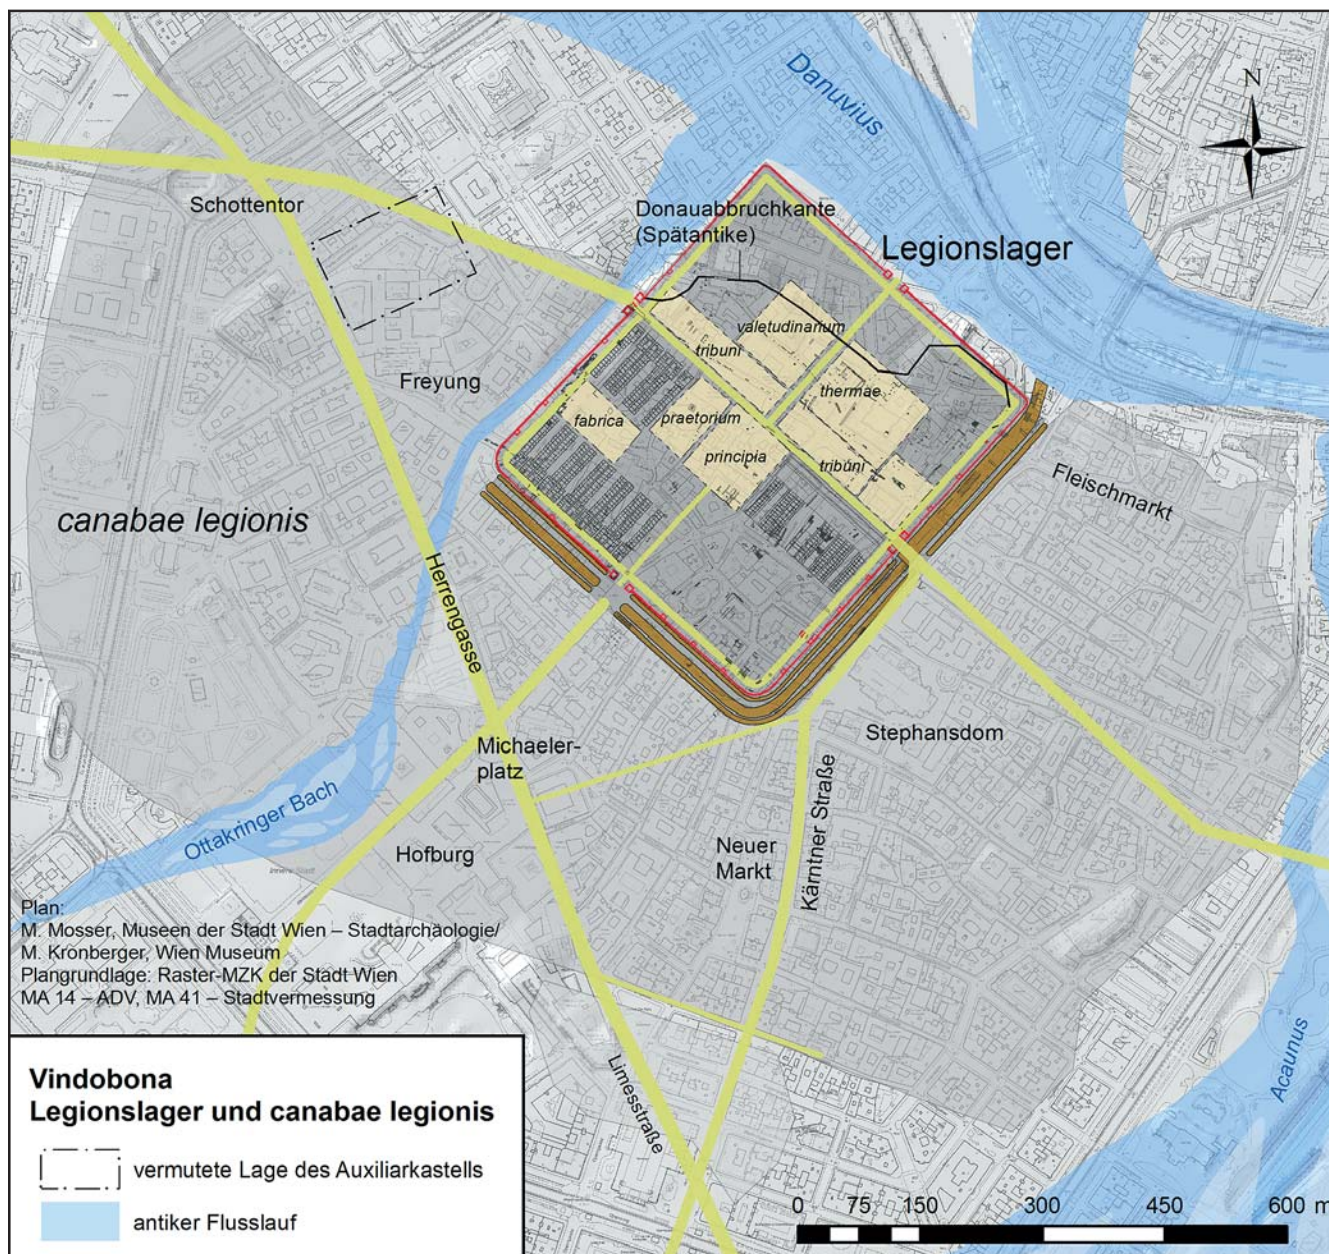 Danuvius
N
Schottentor
Donauabbruchkante
(Spätantike)
Legionslager
valetudinarium
tribuni
thermae
Freyung
fabrica
praetorium
principia
tribuni
Fleischmarkt
canabae legionis
Herrengasse
Stephansdom
Michaeler-
platz
Ottakringer Bach
Hofburg
Neuer
Markt
Kärntner Straße
Plan:
M. Mosser, Museen der Stadt Wien – Stadtarchäologie/
M. Kronberger, Wien Museum
Plangrundlage: Raster-MZK der Stadt Wien
MA 14 – ADV, MA 41 – Stadtvermessung
Acaunus
Limesstraße
Vindobona
Legionslager und canabae legionis
vermutete Lage des Auxiliarkastells
antiker Flusslauf
0 75 150 300 450 600 m